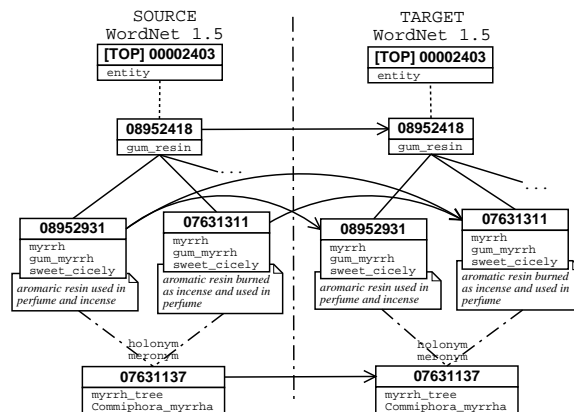 SOURCE
WordNet 1.5
[TOP] 00002403
entity
08952418
gum_resin
...
08952931
myrrh
gum_myrrh
sweet_cicely
aromaric resin used in
perfume and incense
07631311
myrrh
gum_myrrh
sweet_cicely
aromatic resin burned
as incense and used in
perfume
holonym
meronym
07631137
myrrh_tree
Commiphora_myrrha
TARGET
WordNet 1.5
[TOP] 00002403
entity
08952418
gum_resin
...
08952931
myrrh
gum_myrrh
sweet_cicely
aromaric resin used in
perfume and incense
07631311
myrrh
gum_myrrh
sweet_cicely
aromatic resin burned
as incense and used in
perfume
holonym
meronym
07631137
myrrh_tree
Commiphora_myrrha